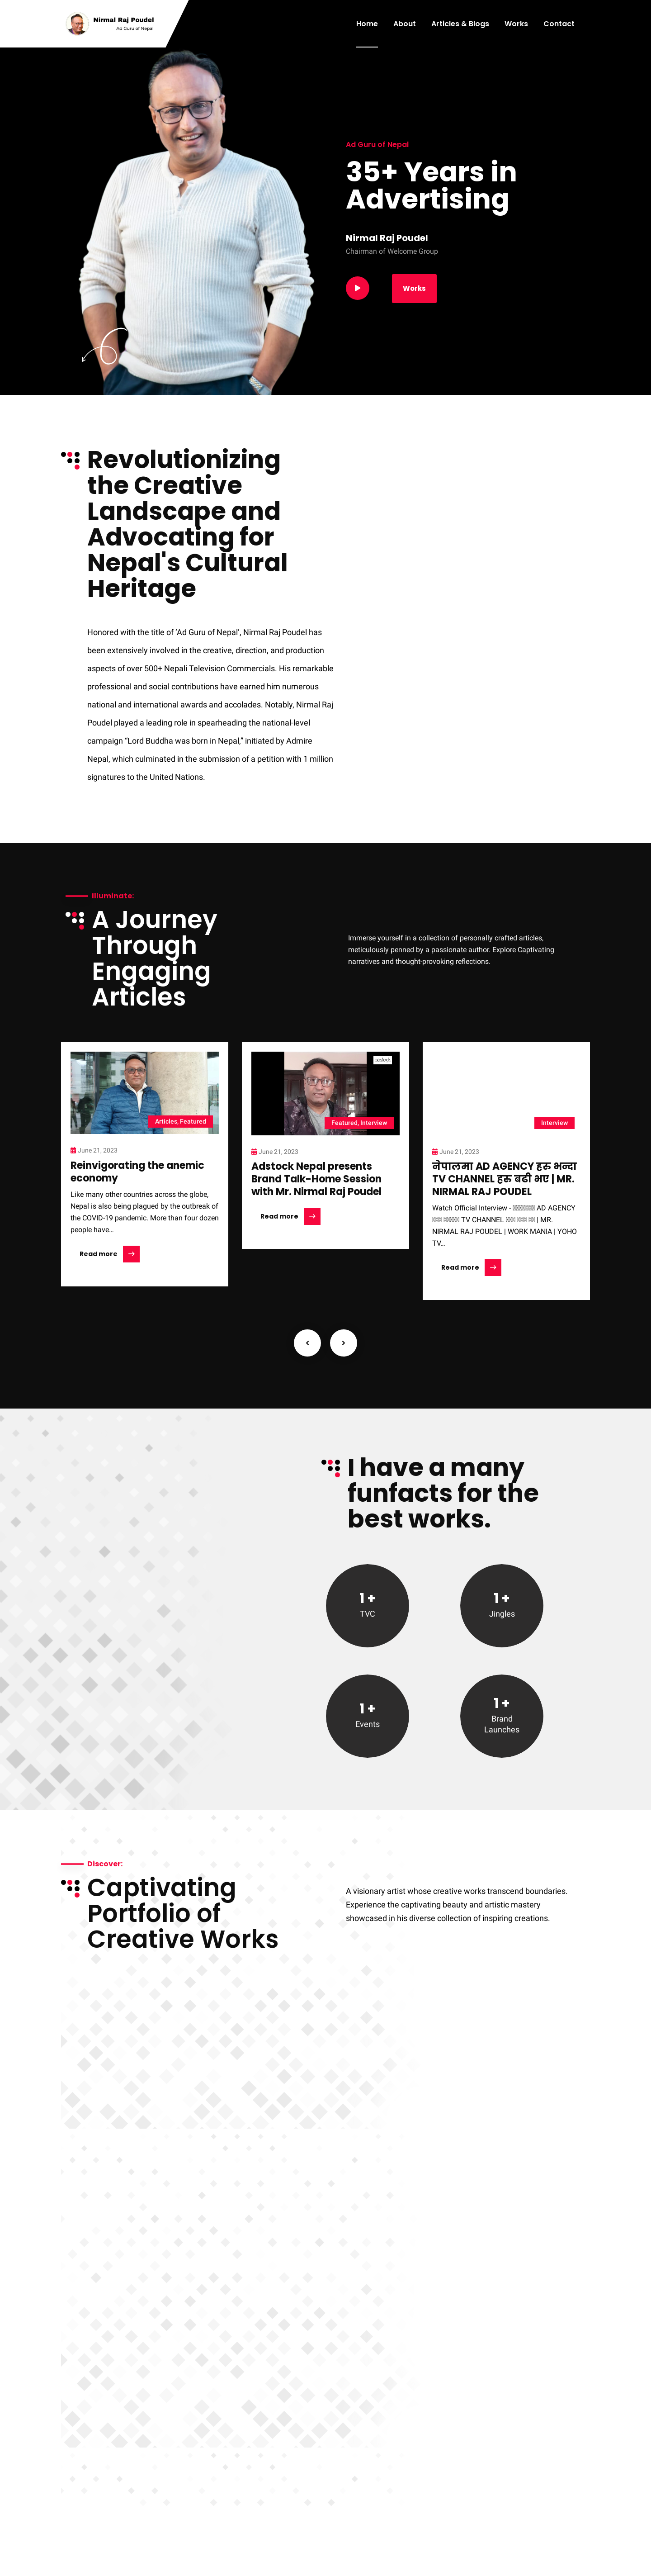 Nirmal Raj Poudel
Ad Guru of Nepal
Home
About
Articles & Blogs
Works
Contact
Ad Guru of Nepal
35+ Years in
Advertising
Nirmal Raj Poudel
Chairman of Welcome Group
Works
Revolutionizing
the Creative
Landscape and
Advocating for
Nepal's Cultural
Heritage
Honored with the title of ‘Ad Guru of Nepal’, Nirmal Raj Poudel has
been extensively involved in the creative, direction, and production
aspects of over 500+ Nepali Television Commercials. His remarkable
professional and social contributions have earned him numerous
national and international awards and accolades. Notably, Nirmal Raj
Poudel played a leading role in spearheading the national-level
campaign “Lord Buddha was born in Nepal,” initiated by Admire
Nepal, which culminated in the submission of a petition with 1 million
signatures to the United Nations.
Illuminate:
A Journey
Through
Engaging
Articles
Immerse yourself in a collection of personally crafted articles,
meticulously penned by a passionate author. Explore Captivating
narratives and thought-provoking reflections.
Articles, Featured
June 21, 2023
Reinvigorating the anemic
economy
Like many other countries across the globe,
Nepal is also being plagued by the outbreak of
the COVID-19 pandemic. More than four dozen
people have…
Read more
Featured, Interview
June 21, 2023
Adstock Nepal presents
Brand Talk-Home Session
with Mr. Nirmal Raj Poudel
Read more
Interview
June 21, 2023
नेपालमा AD AGENCY हरु भन्दा
TV CHANNEL हरू बढी भए | MR.
NIRMAL RAJ POUDEL
Watch Official Interview - AD AGENCY
TV CHANNEL | MR.
NIRMAL RAJ POUDEL | WORK MANIA | YOHO
TV…
Read more
I have a many
funfacts for the
best works.
1 +
TVC
1 +
Jingles
1 +
Events
1 +
Brand
Launches
Discover:
Captivating
Portfolio of
Creative Works
A visionary artist whose creative works transcend boundaries.
Experience the captivating beauty and artistic mastery
showcased in his diverse collection of inspiring creations.